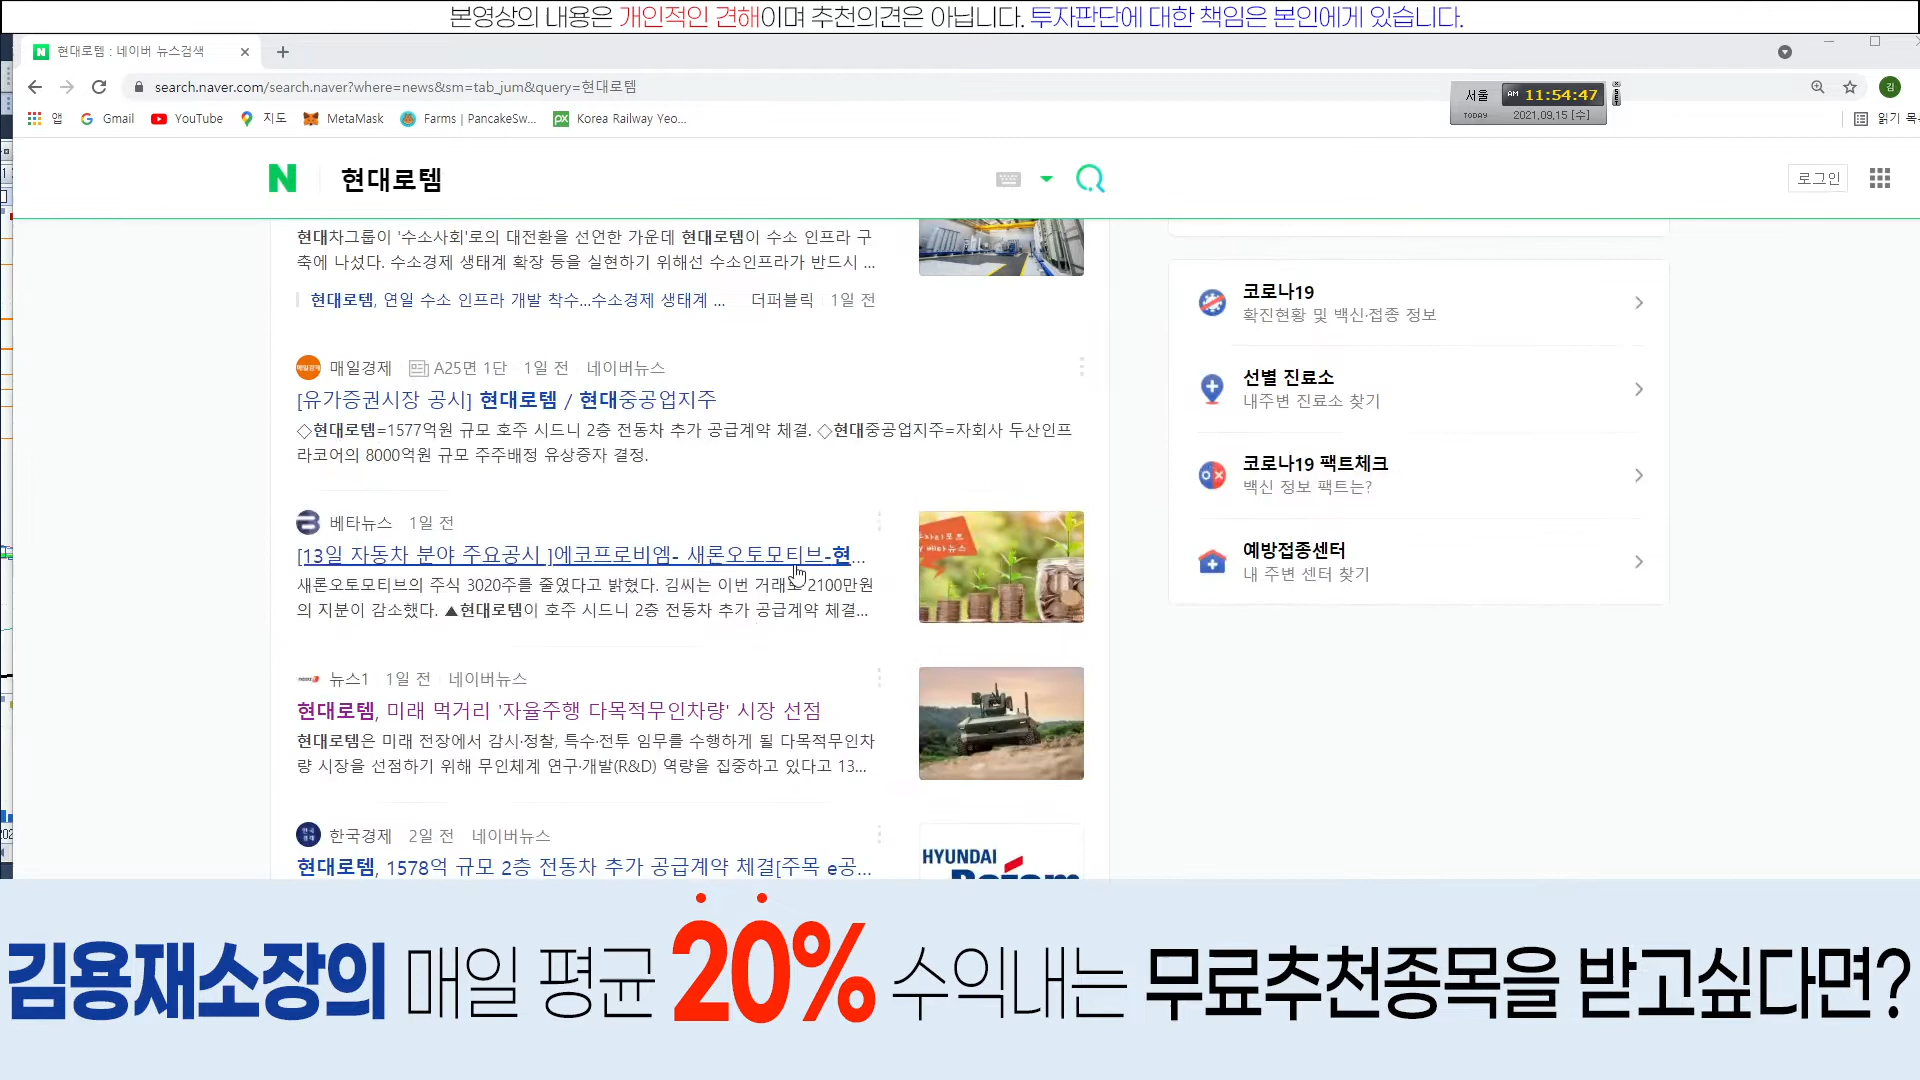 본영상의 내용은 개인적인 견해이며 추천의견은 아닙니다. 투자판단에 대한 책임은 본인에게 있습니다.
현대로템 : 네이버 뉴스검색
search.naver.com/search.naver?where=news&sm=tab_jum&query=현대로템
서울 AM 11:54:47
TODAY 2021.09.15 [수]
김
앱 Gmail YouTube 지도 MetaMask Farms | PancakeSw... Korea Railway Yeo...
읽기 목
N 현대로템
로그인
현대차그룹이 '수소사회'로의 대전환을 선언한 가운데 현대로템이 수소 인프라 구
축에 나섰다. 수소경제 생태계 확장 등을 실현하기 위해선 수소인프라가 반드시 ...
현대로템, 연일 수소 인프라 개발 착수...수소경제 생태계 ... 더퍼블릭 1일 전
매일경제 A25면 1단 1일 전 네이버뉴스
[유가증권시장 공시] 현대로템 / 현대중공업지주
◇현대로템=1577억원 규모 호주 시드니 2층 전동차 추가 공급계약 체결. ◇현대중공업지주=자회사 두산인프
라코어의 8000억원 규모 주주배정 유상증자 결정.
베타뉴스 1일 전
[13일 자동차 분야 주요공시 ]에코프로비엠- 새론오토모티브-현...
새론오토모티브의 주식 3020주를 줄였다고 밝혔다. 김씨는 이번 거래로 2100만원
의 지분이 감소했다. ▲현대로템이 호주 시드니 2층 전동차 추가 공급계약 체결...
뉴스1 1일 전 네이버뉴스
현대로템, 미래 먹거리 '자율주행 다목적무인차량' 시장 선점
현대로템은 미래 전장에서 감시·정찰, 특수·전투 임무를 수행하게 될 다목적무인차
량 시장을 선점하기 위해 무인체계 연구·개발(R&D) 역량을 집중하고 있다고 13...
한국경제 2일 전 네이버뉴스
현대로템, 1578억 규모 2층 전동차 추가 공급계약 체결[주목 e공...
HYUNDAI
Rotem
코로나19
확진현황 및 백신·접종 정보
선별 진료소
내주변 진료소 찾기
코로나19 팩트체크
백신 정보 팩트는?
예방접종센터
내 주변 센터 찾기
김용재소장의 매일 평균 20% 수익내는 무료추천종목을 받고싶다면?